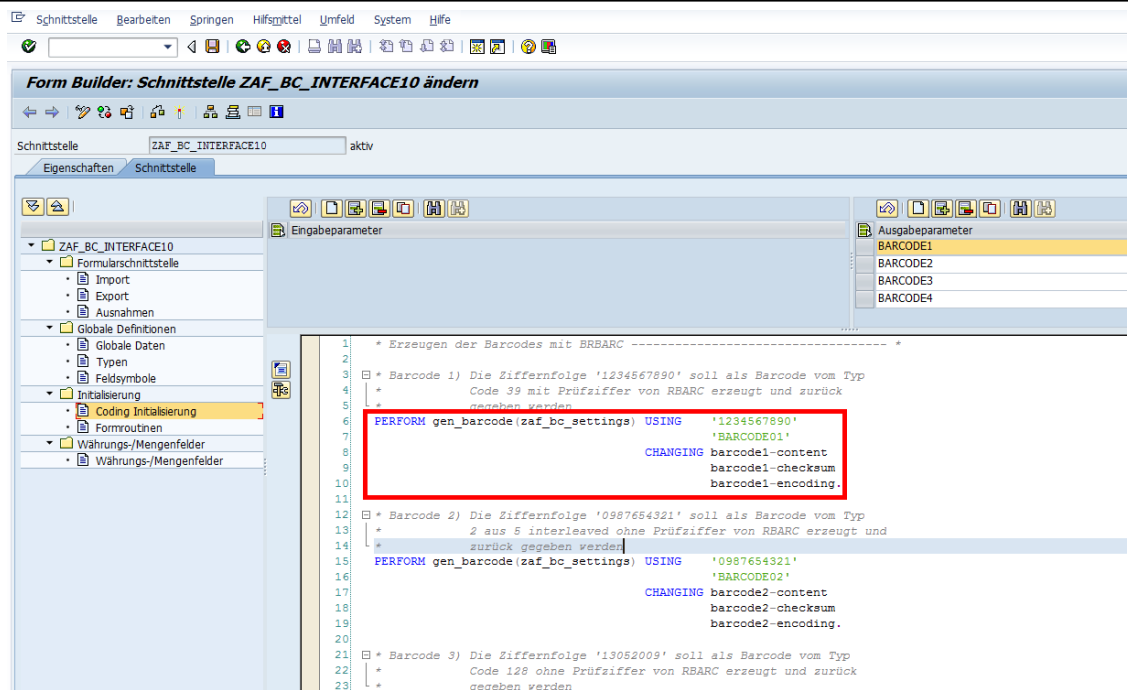 Schnittstelle Bearbeiten Springen Hilfsmittel Umfeld System Hilfe
Form Builder: Schnittstelle ZAF_BC_INTERFACE10 ändern
Schnittstelle ZAF_BC_INTERFACE10 aktiv
Eigenschaften Schnittstelle
Eingabeparameter
Ausgabeparameter
BARCODE1
BARCODE2
BARCODE3
BARCODE4
ZAF_BC_INTERFACE10
Formularschnittstelle
Import
Export
Ausnahmen
Globale Definitionen
Globale Daten
Typen
Feldsymbole
Initialisierung
Coding Initialisierung
Formroutinen
Währungs-/Mengenfelder
Währungs-/Mengenfelder
1 * Erzeugen der Barcodes mit BRBARC ----------------------------------- *
2
3 * Barcode 1) Die Ziffernfolge '1234567890' soll als Barcode vom Typ
4 * Code 39 mit Prüfziffer von RBARC erzeugt und zurück
5 * gegeben werden
6 PERFORM gen_barcode(zaf_bc_settings) USING '1234567890'
7 'BARCODE01'
8 CHANGING barcode1-content
9 barcode1-checksum
10 barcode1-encoding.
11
12 * Barcode 2) Die Ziffernfolge '0987654321' soll als Barcode vom Typ
13 * 2 aus 5 interleaved ohne Prüfziffer von RBARC erzeugt und
14 * zurück gegeben werden
15 PERFORM gen_barcode(zaf_bc_settings) USING '0987654321'
16 'BARCODE02'
17 CHANGING barcode2-content
18 barcode2-checksum
19 barcode2-encoding.
20
21 * Barcode 3) Die Ziffernfolge '13052009' soll als Barcode vom Typ
22 * Code 128 ohne Prüfziffer von RBARC erzeugt und zurück
23 * gegeben werden